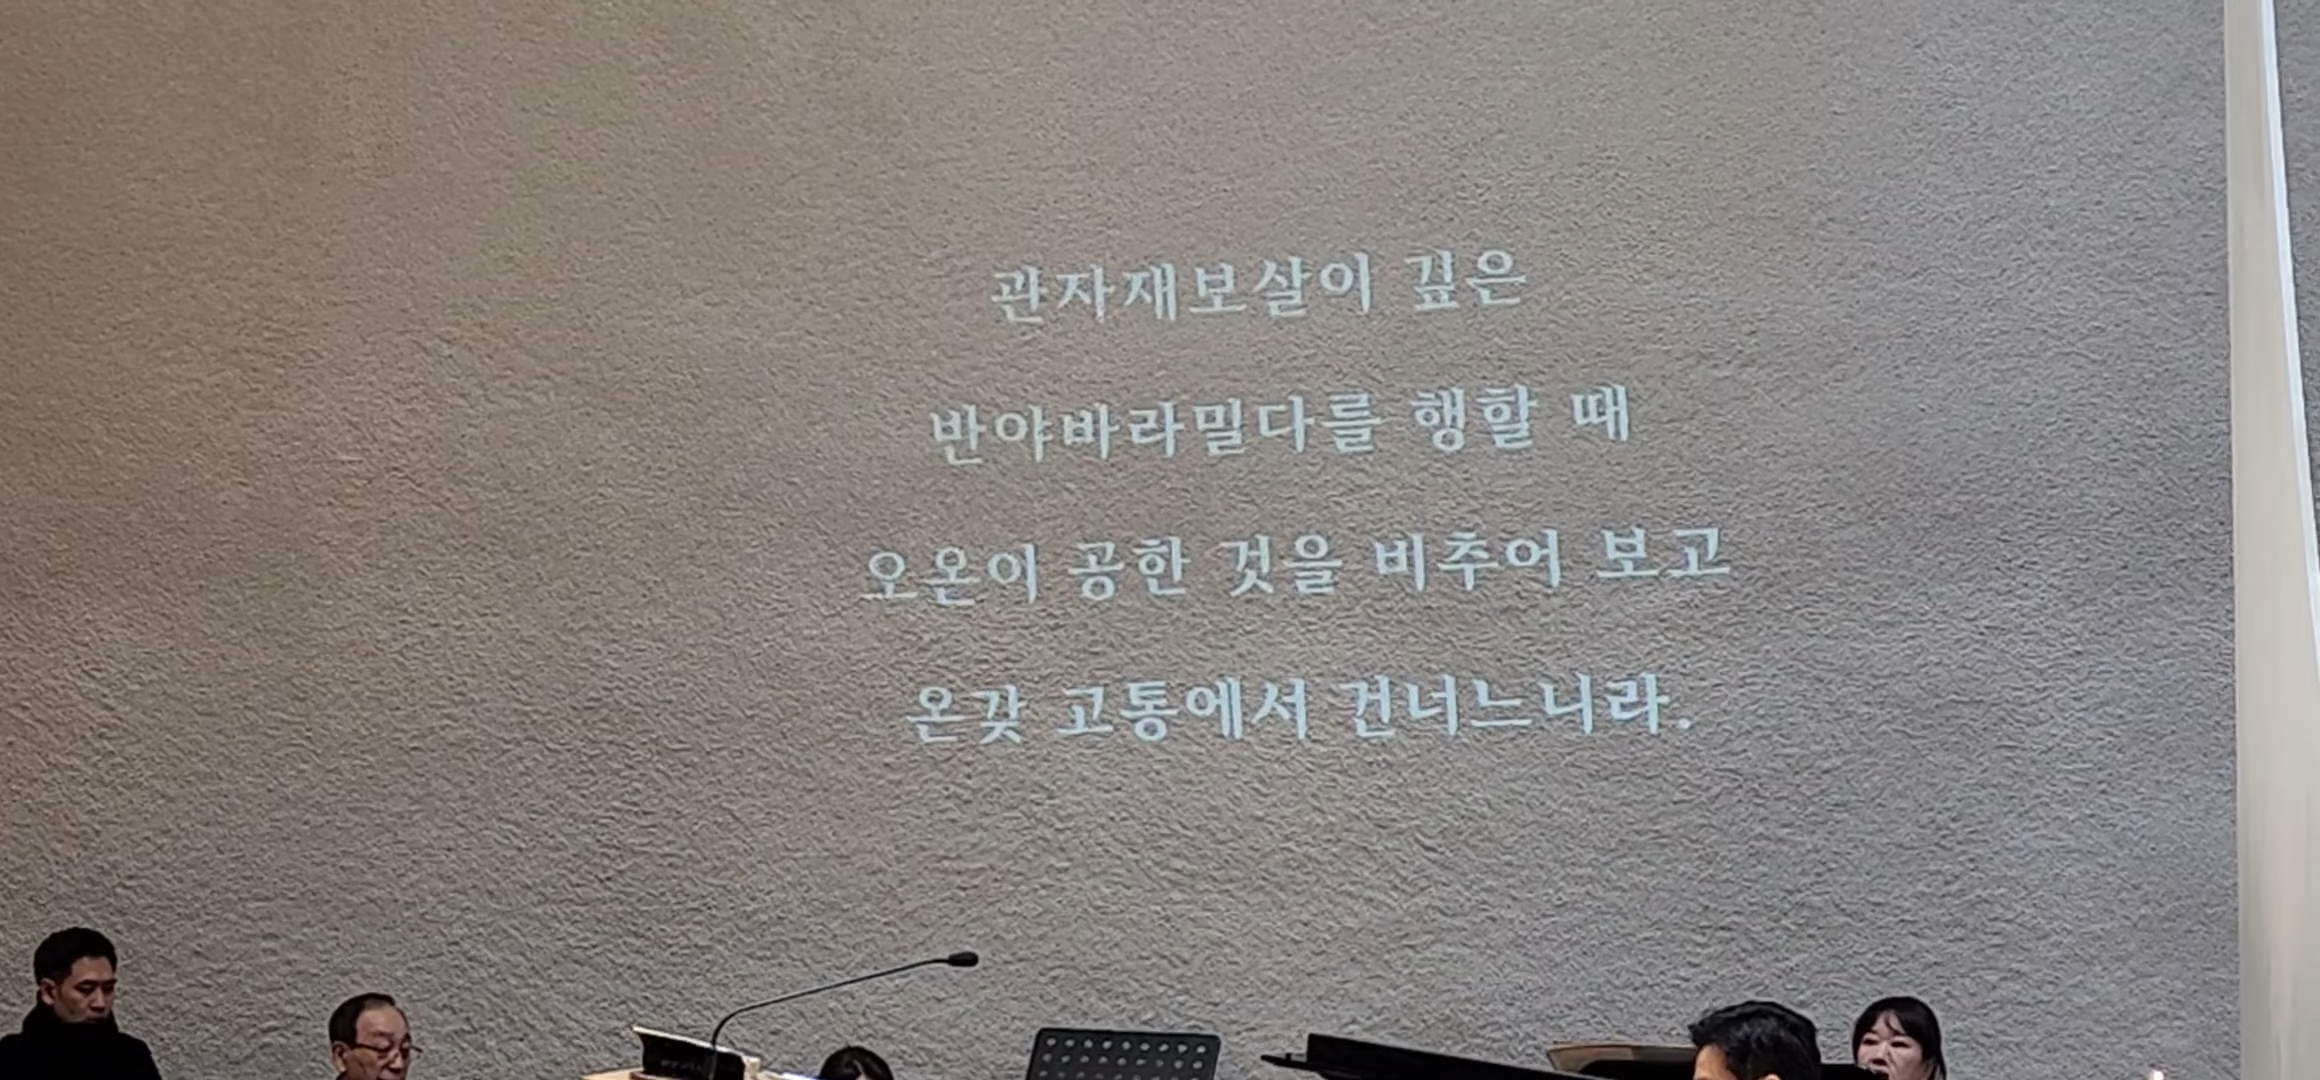 관자재보살이 깊은
반야바라밀다를 행할 때
오온이 공한 것을 비추어 보고
온갖 고통에서 건너느니라.